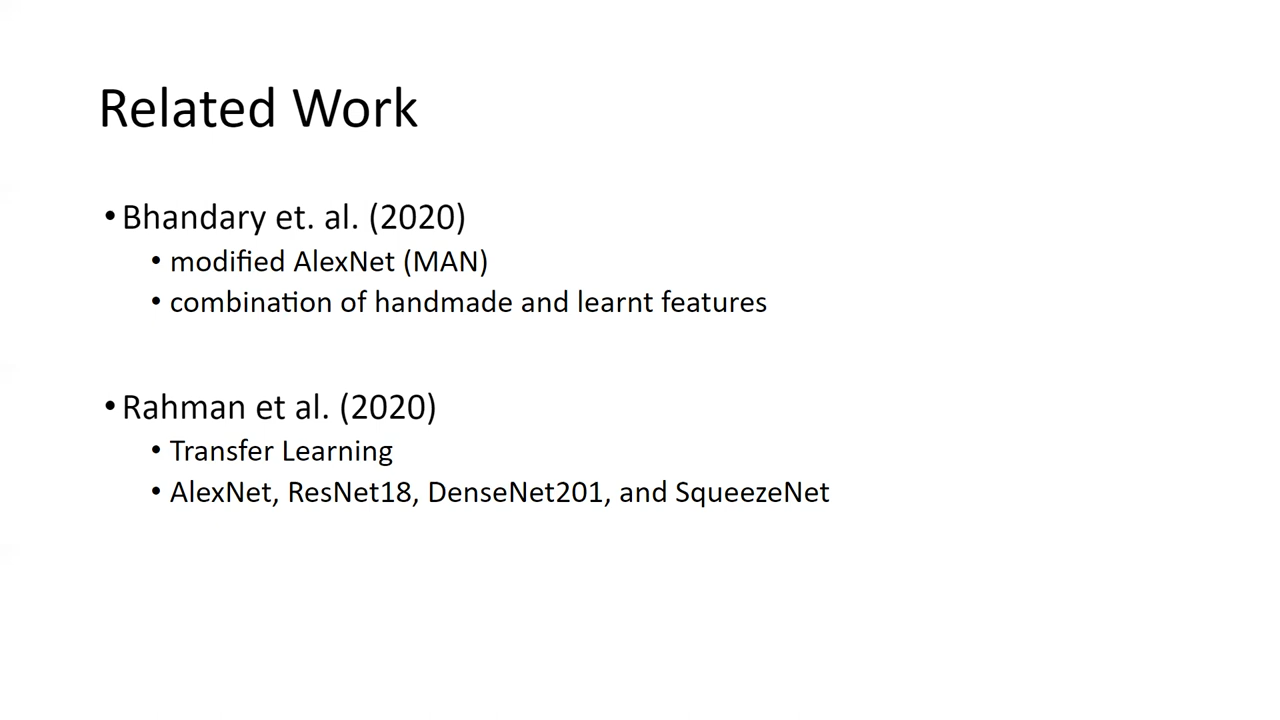 Related Work
• Bhandary et. al. (2020)
• modified AlexNet (MAN)
• combination of handmade and learnt features
• Rahman et al. (2020)
• Transfer Learning
• AlexNet, ResNet18, DenseNet201, and SqueezeNet